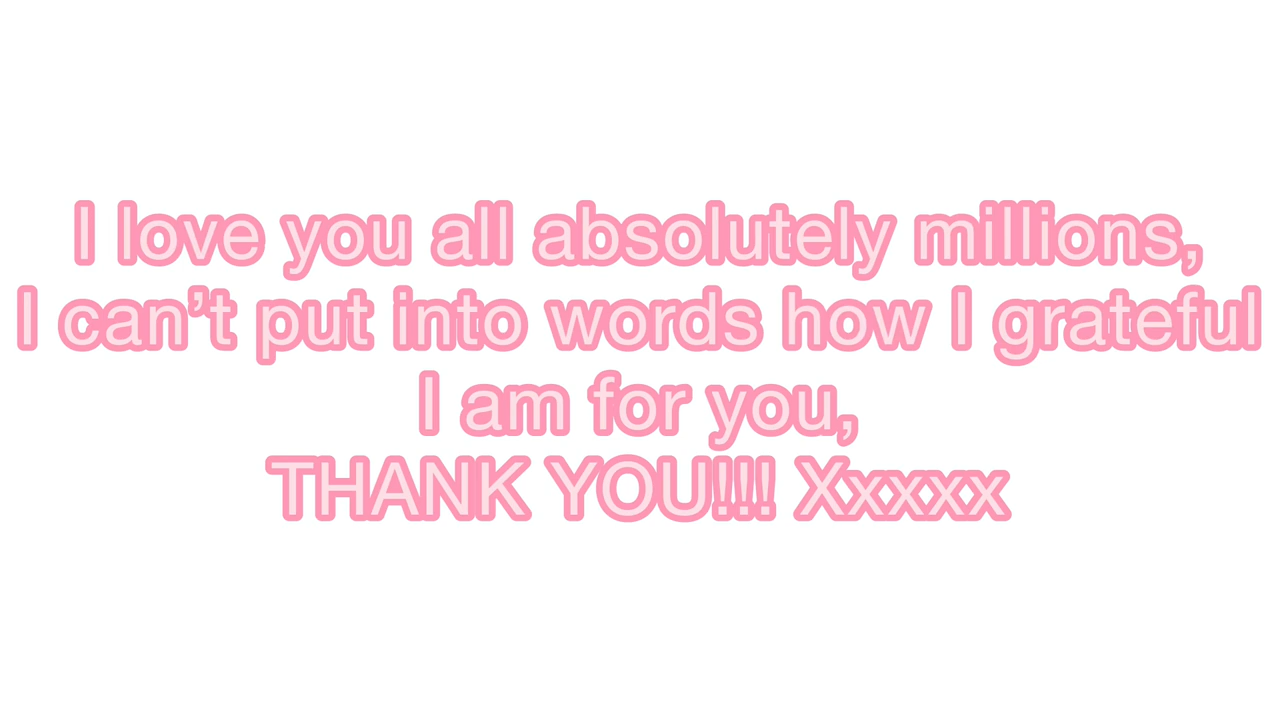 I love you all absolutely millions,
I can’t put into words how I grateful
I am for you,
THANK YOU!!! Xxxxx